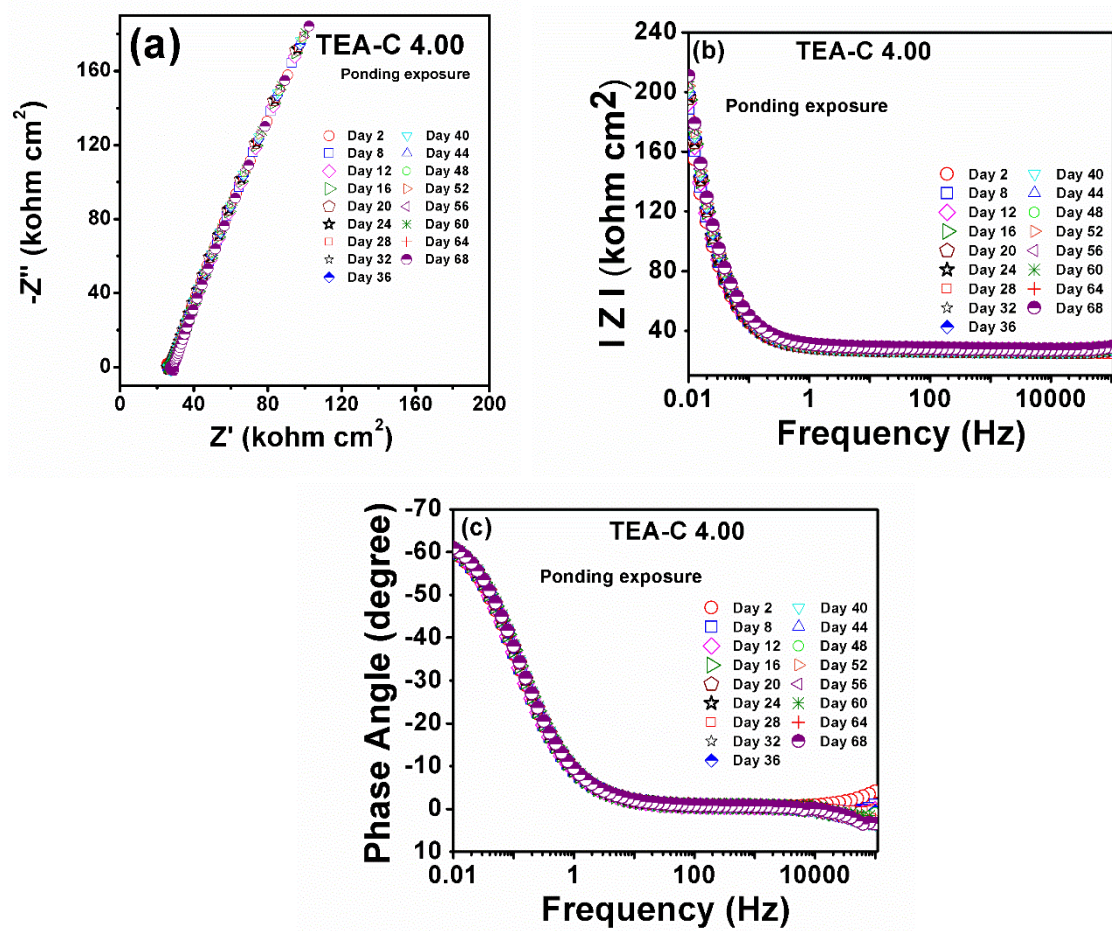 (a)
TEA-C 4.00
Ponding exposure
Day 2 Day 40
Day 8 Day 44
Day 12 Day 48
Day 16 Day 52
Day 20 Day 56
Day 24 Day 60
Day 28 Day 64
Day 32 Day 68
Day 36
-Z'' (kohm cm²)
160
120
80
40
0
0 40 80 120 160 200
Z' (kohm cm²)
(b)
TEA-C 4.00
Ponding exposure
Day 2 Day 40
Day 8 Day 44
Day 12 Day 48
Day 16 Day 52
Day 20 Day 56
Day 24 Day 60
Day 28 Day 64
Day 32 Day 68
Day 36
I Z I (kohm cm²)
240
200
160
120
80
40
0.01 1 100 10000
Frequency (Hz)
(c)
TEA-C 4.00
Ponding exposure
Day 2 Day 40
Day 8 Day 44
Day 12 Day 48
Day 16 Day 52
Day 20 Day 56
Day 24 Day 60
Day 28 Day 64
Day 32 Day 68
Day 36
Phase Angle (degree)
-70
-60
-50
-40
-30
-20
-10
0
10
0.01 1 100 10000
Frequency (Hz)